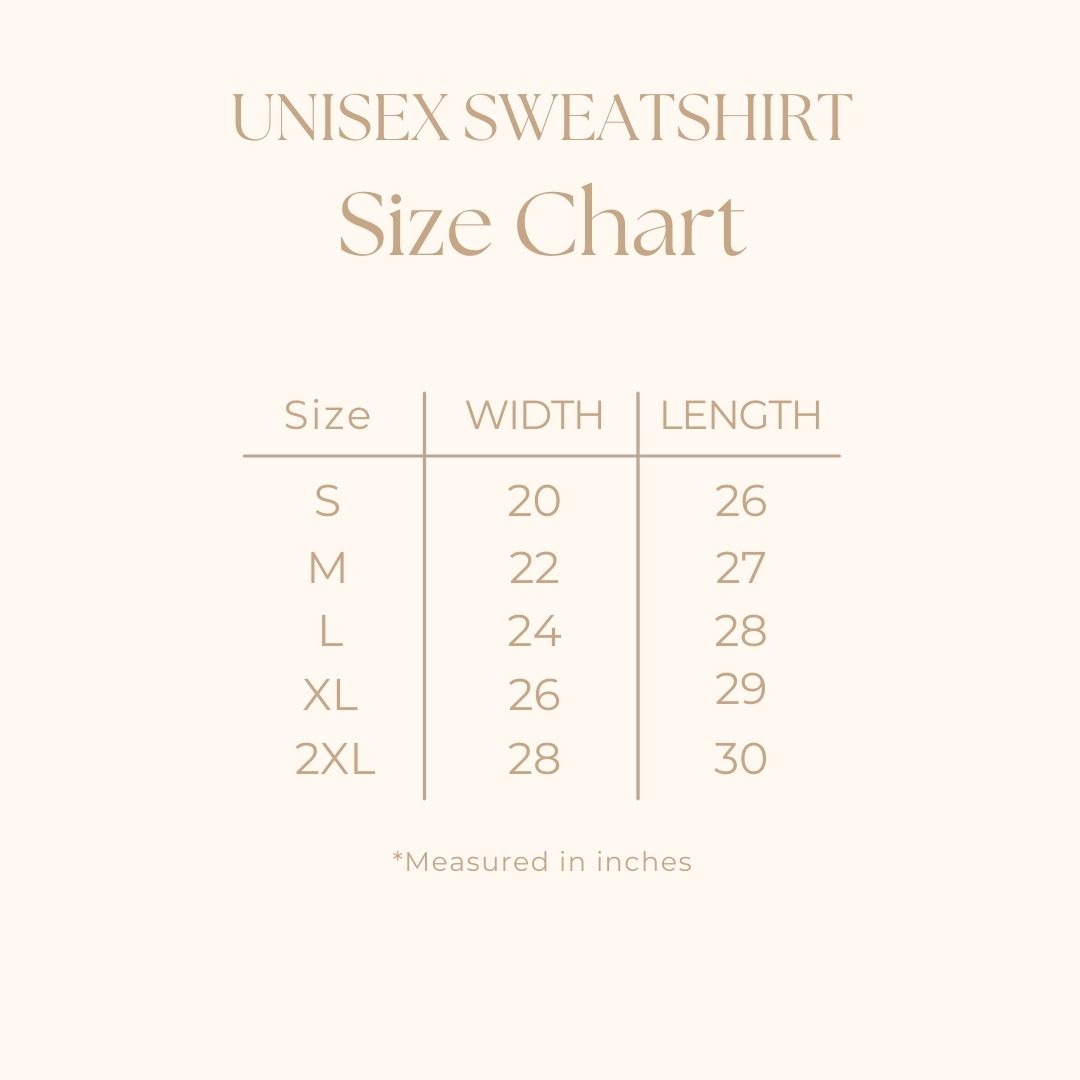 UNISEX SWEATSHIRT
Size Chart
Size WIDTH LENGTH
S 20 26
M 22 27
L 24 28
XL 26 29
2XL 28 30
*Measured in inches